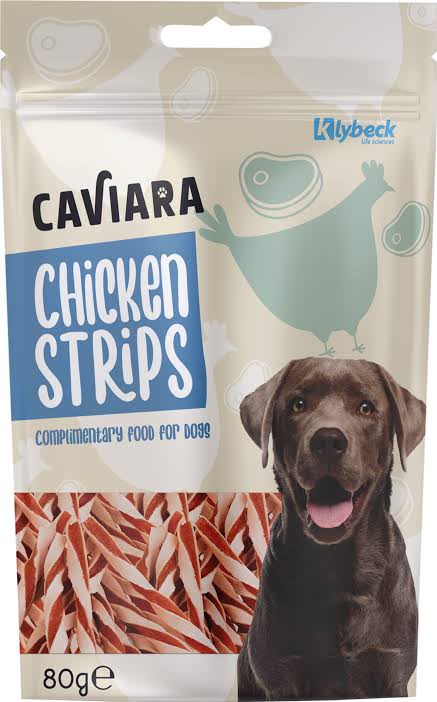 Klybeck
life sciences
CAVIARA
CHICKEN
STRIPS
COMPLIMENTARY FOOD FOR DOGS
80g℮